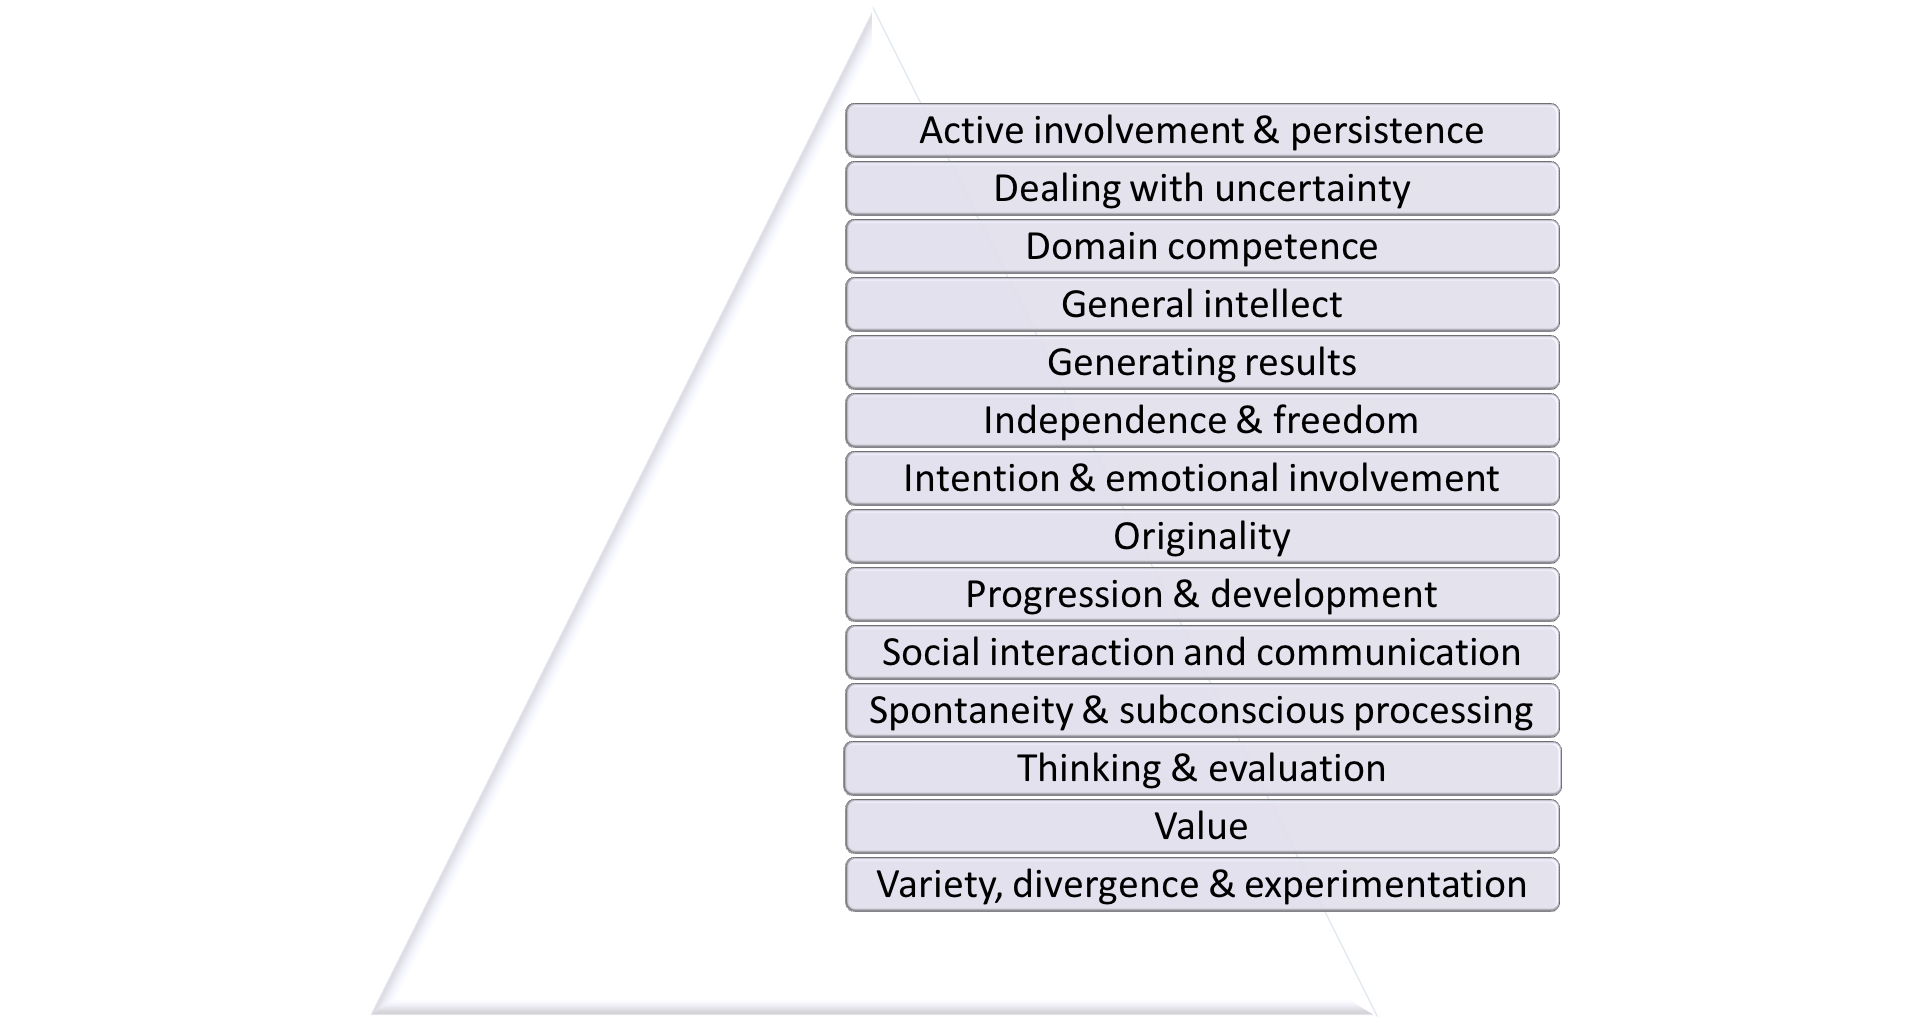 Active involvement & persistence
Dealing with uncertainty
Domain competence
General intellect
Generating results
Independence & freedom
Intention & emotional involvement
Originality
Progression & development
Social interaction and communication
Spontaneity & subconscious processing
Thinking & evaluation
Value
Variety, divergence & experimentation